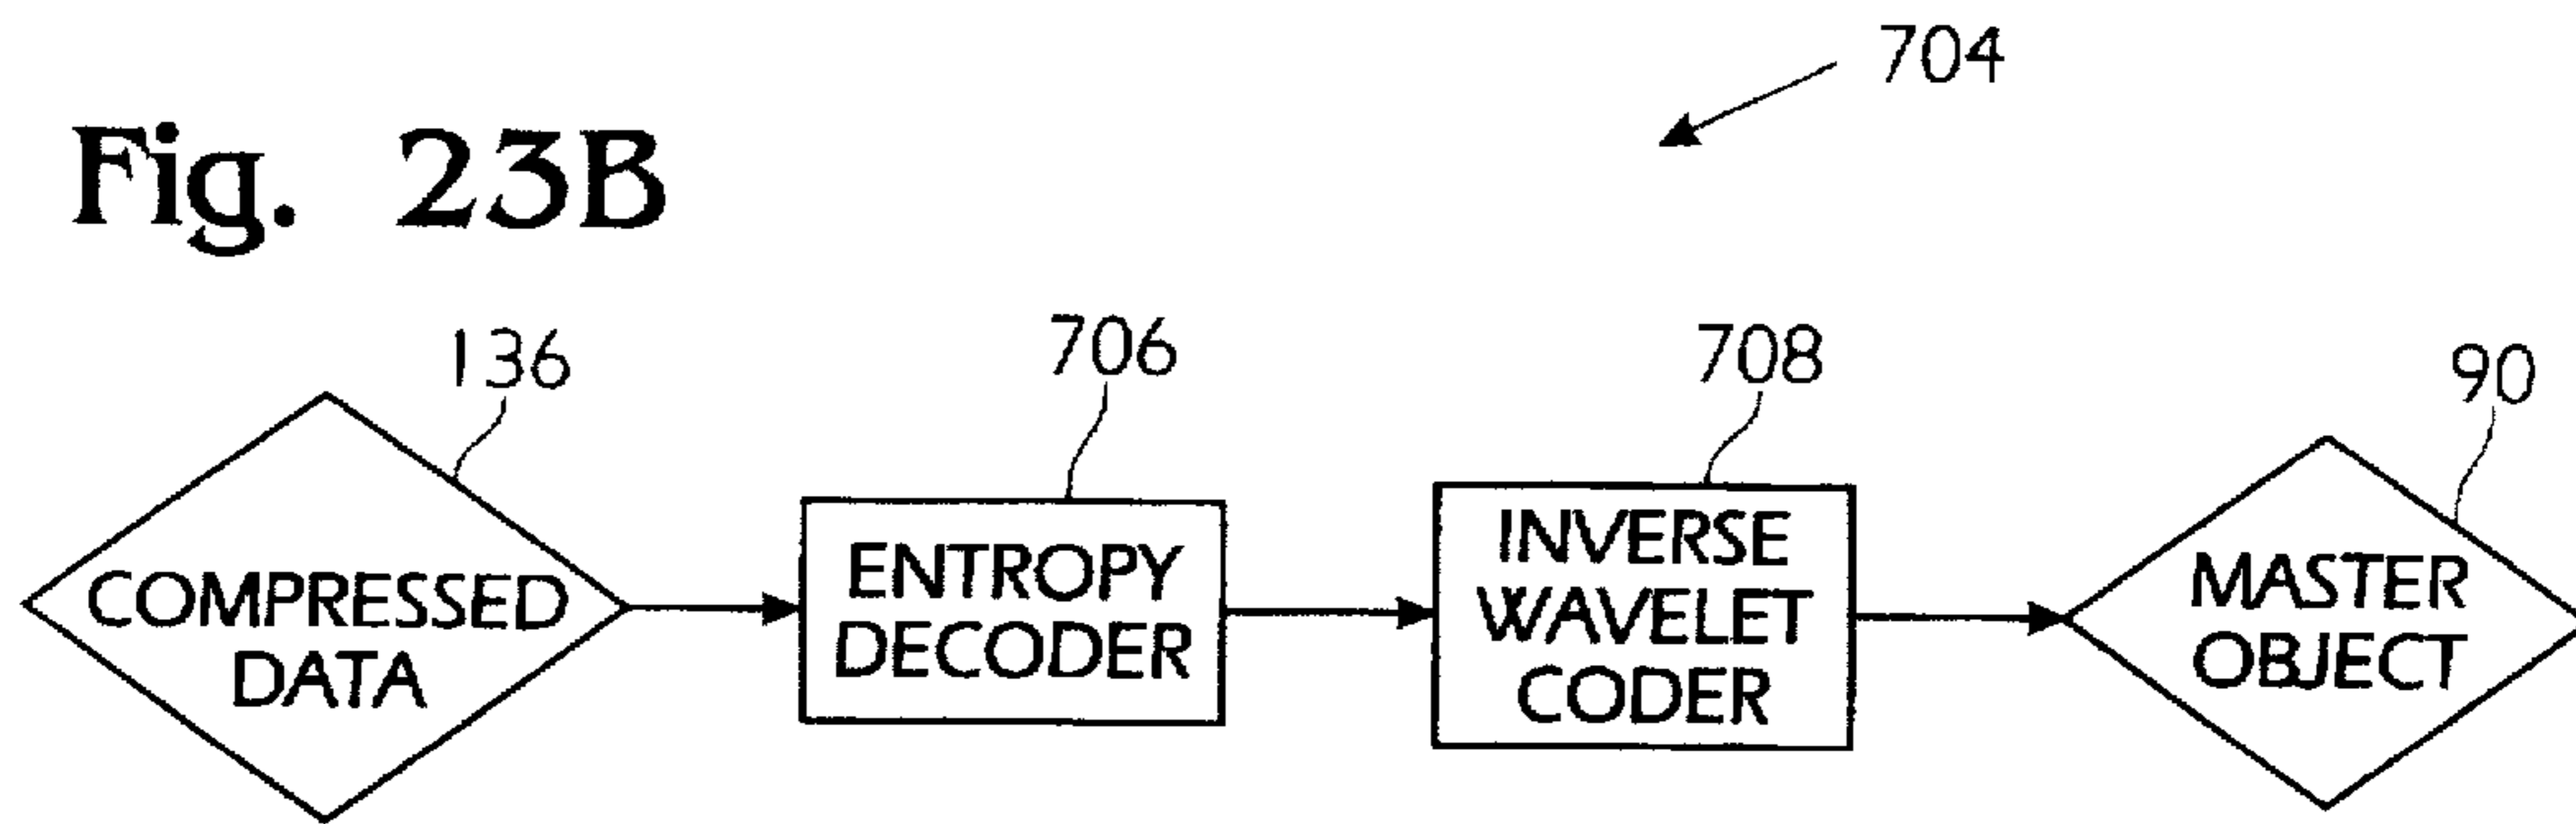 704
Fig. 23B
136
706
708
90
COMPRESSED
DATA
ENTROPY
DECODER
INVERSE
WAVELET
CODER
MASTER
OBJECT